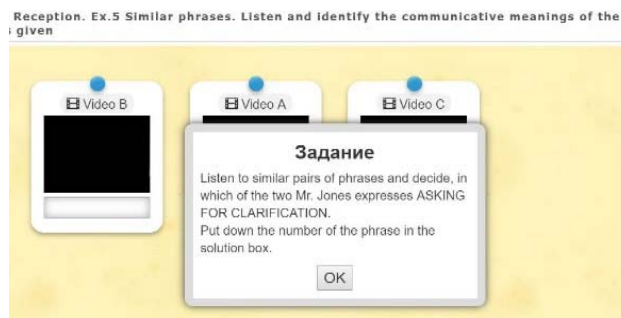 Reception. Ex.5 Similar phrases. Listen and identify the communicative meanings of the
given
Video B
Video A
Video C
Задание
Listen to similar pairs of phrases and decide, in
which of the two Mr. Jones expresses ASKING
FOR CLARIFICATION.
Put down the number of the phrase in the
solution box.
OK